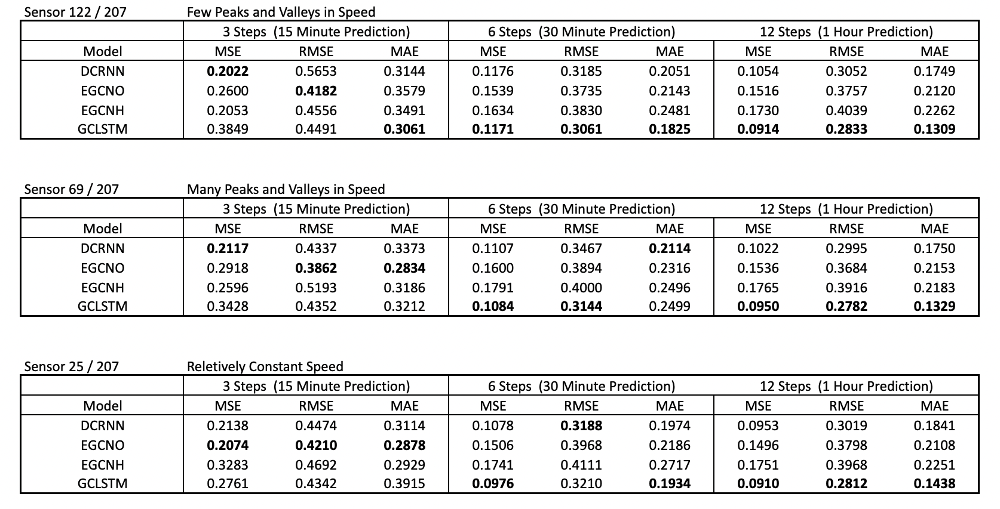 Sensor 122 / 207 Few Peaks and Valleys in Speed
3 Steps (15 Minute Prediction) 6 Steps (30 Minute Prediction) 12 Steps (1 Hour Prediction)
Model MSE RMSE MAE MSE RMSE MAE MSE RMSE MAE
DCRNN 0.2022 0.5653 0.3144 0.1176 0.3185 0.2051 0.1054 0.3052 0.1749
EGCNO 0.2600 0.4182 0.3579 0.1539 0.3735 0.2143 0.1516 0.3757 0.2120
EGCNH 0.2053 0.4556 0.3491 0.1634 0.3830 0.2481 0.1730 0.4039 0.2262
GCLSTM 0.3849 0.4491 0.3061 0.1171 0.3061 0.1825 0.0914 0.2833 0.1309
Sensor 69 / 207 Many Peaks and Valleys in Speed
3 Steps (15 Minute Prediction) 6 Steps (30 Minute Prediction) 12 Steps (1 Hour Prediction)
Model MSE RMSE MAE MSE RMSE MAE MSE RMSE MAE
DCRNN 0.2117 0.4337 0.3373 0.1107 0.3467 0.2114 0.1022 0.2995 0.1750
EGCNO 0.2918 0.3862 0.2834 0.1600 0.3894 0.2316 0.1536 0.3684 0.2153
EGCNH 0.2596 0.5193 0.3186 0.1791 0.4000 0.2496 0.1765 0.3916 0.2183
GCLSTM 0.3428 0.4352 0.3212 0.1084 0.3144 0.2499 0.0950 0.2782 0.1329
Sensor 25 / 207 Reletively Constant Speed
3 Steps (15 Minute Prediction) 6 Steps (30 Minute Prediction) 12 Steps (1 Hour Prediction)
Model MSE RMSE MAE MSE RMSE MAE MSE RMSE MAE
DCRNN 0.2138 0.4474 0.3114 0.1078 0.3188 0.1974 0.0953 0.3019 0.1841
EGCNO 0.2074 0.4210 0.2878 0.1506 0.3968 0.2186 0.1496 0.3798 0.2108
EGCNH 0.3283 0.4692 0.2929 0.1741 0.4111 0.2717 0.1751 0.3968 0.2251
GCLSTM 0.2761 0.4342 0.3915 0.0976 0.3210 0.1934 0.0910 0.2812 0.1438